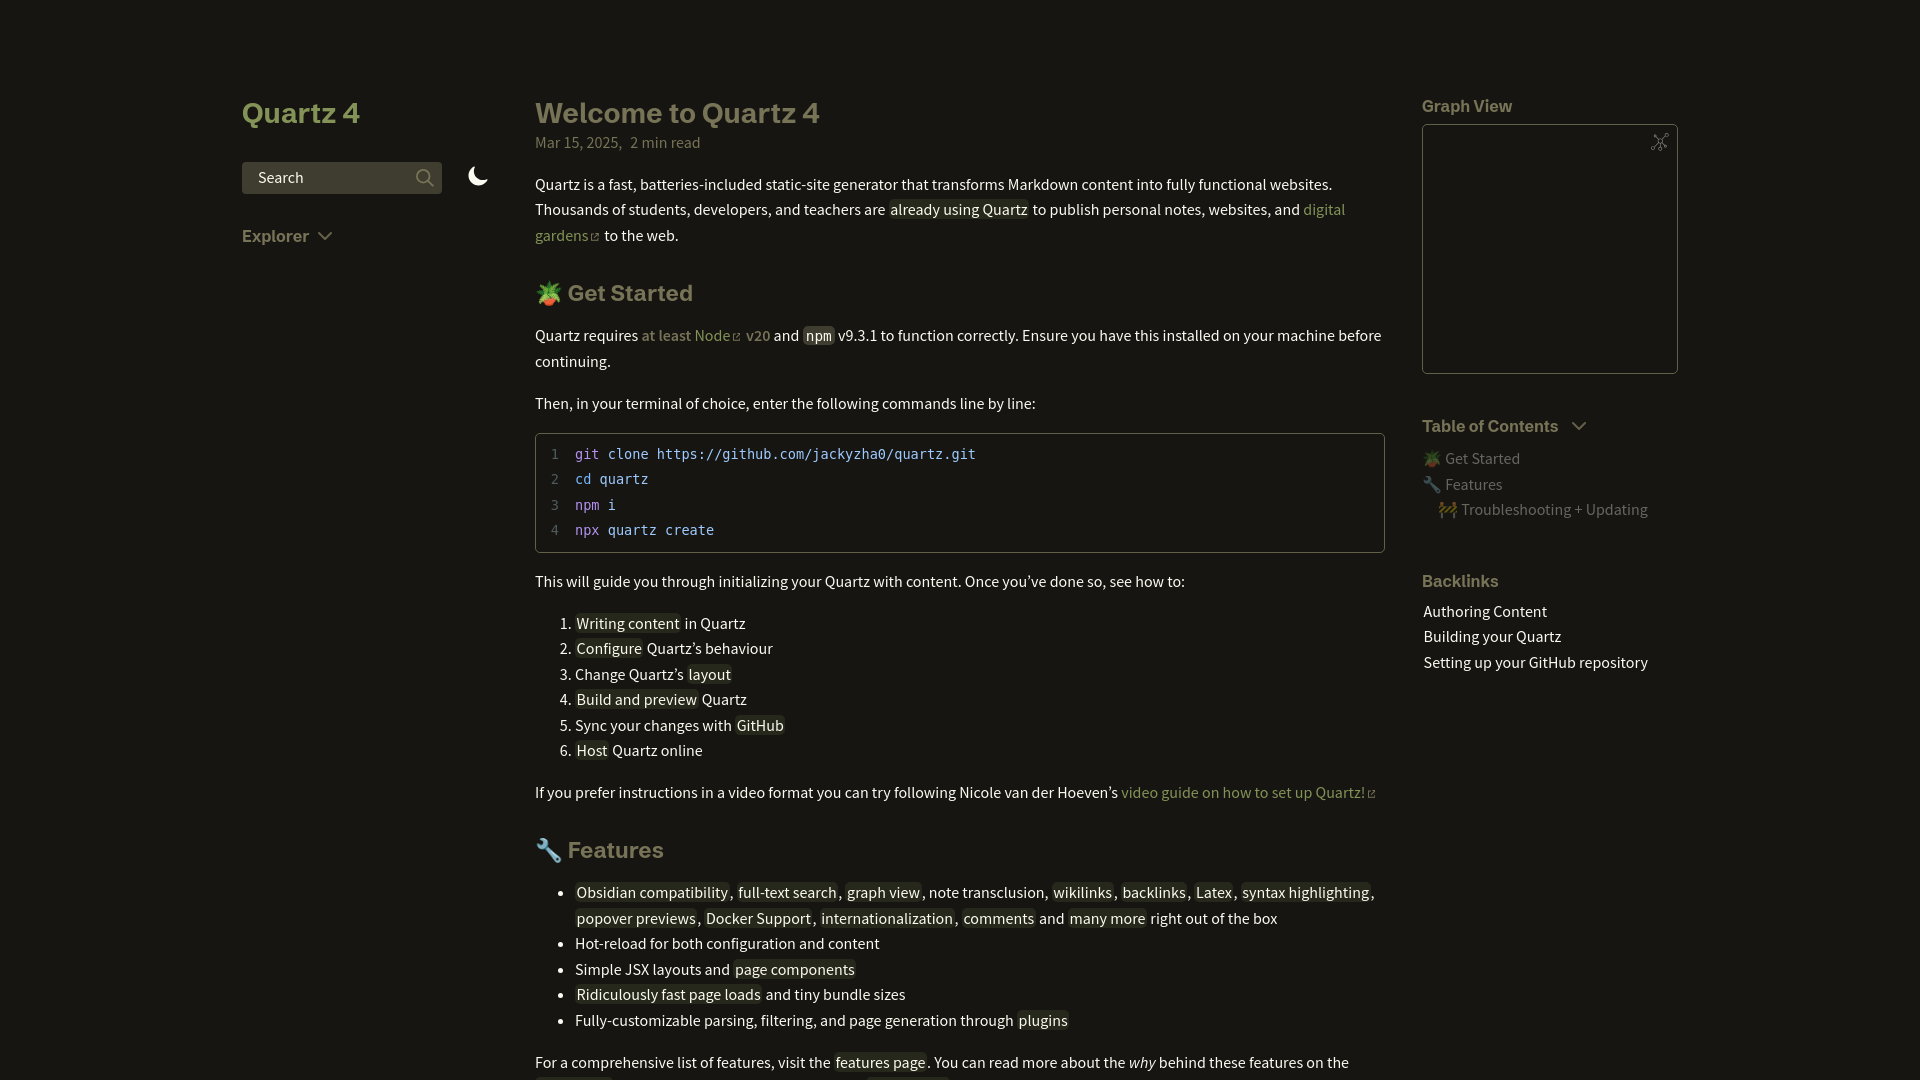 Quartz 4
Search
Explorer
Welcome to Quartz 4
Mar 15, 2025, 2 min read
Quartz is a fast, batteries-included static-site generator that transforms Markdown content into fully functional websites.
Thousands of students, developers, and teachers are already using Quartz to publish personal notes, websites, and digital
gardens to the web.
🪴 Get Started
Quartz requires at least Node v20 and npm v9.3.1 to function correctly. Ensure you have this installed on your machine before
continuing.
Then, in your terminal of choice, enter the following commands line by line:
1 git clone https://github.com/jackyzha0/quartz.git
2 cd quartz
3 npm i
4 npx quartz create
This will guide you through initializing your Quartz with content. Once you’ve done so, see how to:
1. Writing content in Quartz
2. Configure Quartz’s behaviour
3. Change Quartz’s layout
4. Build and preview Quartz
5. Sync your changes with GitHub
6. Host Quartz online
If you prefer instructions in a video format you can try following Nicole van der Hoeven’s video guide on how to set up Quartz!
🔧 Features
• Obsidian compatibility, full-text search, graph view, note transclusion, wikilinks, backlinks, Latex, syntax highlighting,
popover previews, Docker Support, internationalization, comments and many more right out of the box
• Hot-reload for both configuration and content
• Simple JSX layouts and page components
• Ridiculously fast page loads and tiny bundle sizes
• Fully-customizable parsing, filtering, and page generation through plugins
For a comprehensive list of features, visit the features page. You can read more about the why behind these features on the
Graph View
Table of Contents
🪴 Get Started
🔧 Features
🚧 Troubleshooting + Updating
Backlinks
Authoring Content
Building your Quartz
Setting up your GitHub repository